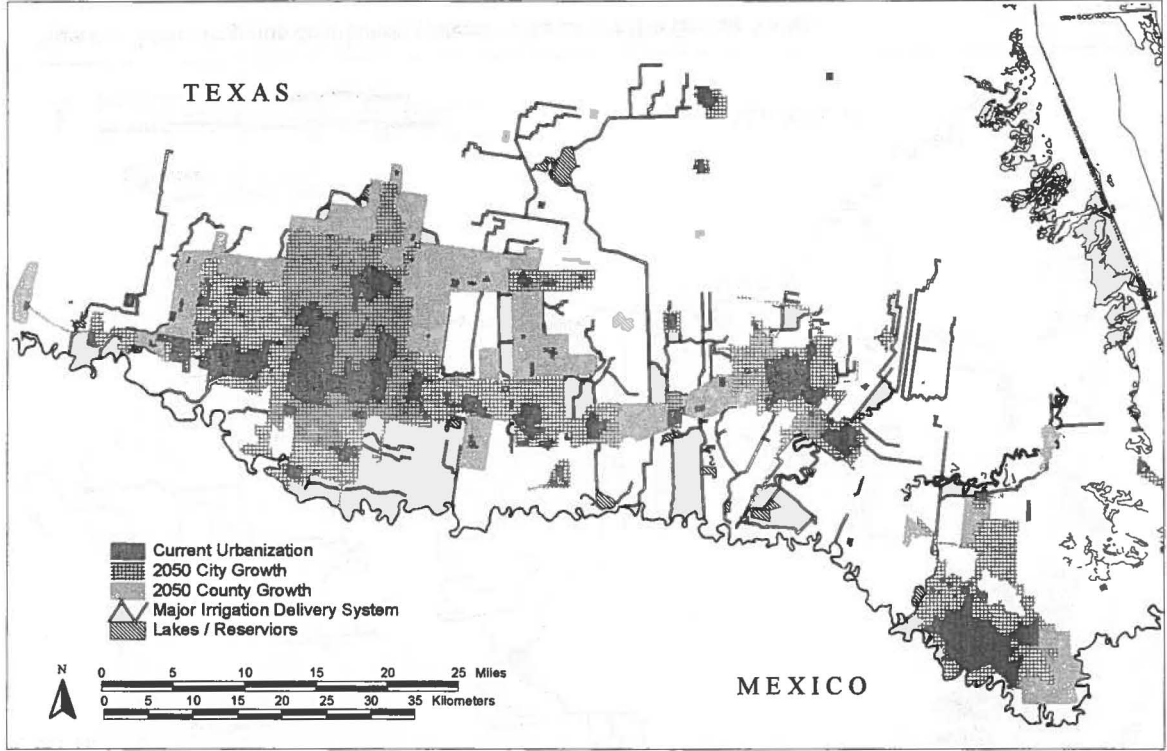 TEXAS
Current Urbanization
2050 City Growth
2050 County Growth
Major Irrigation Delivery System
Lakes / Reserviors
N
0 5 10 15 20 25 Miles
0 5 10 15 20 25 30 35 Kilometers
MEXICO